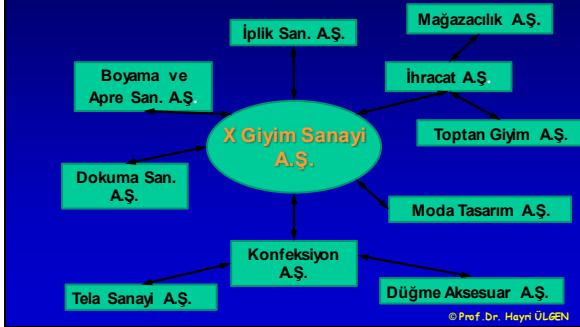 Mağazacılık A.Ş.
İplik San. A.Ş.
Boyama ve
Apre San. A.Ş.
İhracat A.Ş.
X Giyim Sanayi
A.Ş.
Toptan Giyim A.Ş.
Dokuma San.
A.Ş.
Moda Tasarım A.Ş.
Konfeksiyon
A.Ş.
Tela Sanayi A.Ş.
Düğme Aksesuar A.Ş.
© Prof.Dr. Hayri ÜLGEN